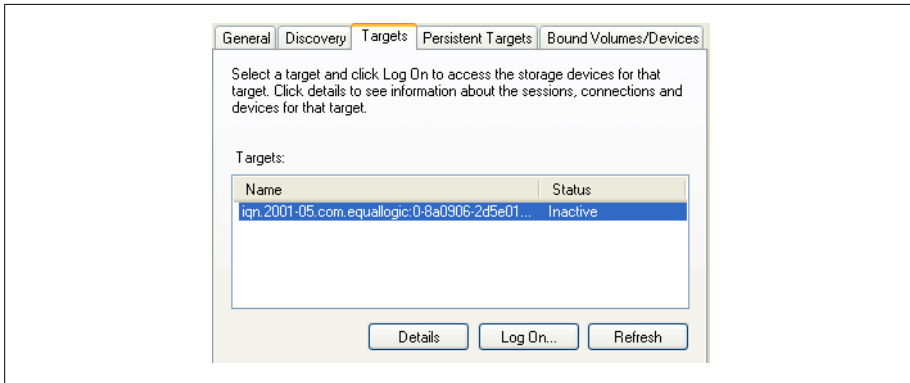 General Discovery Targets Persistent Targets Bound Volumes/Devices
Select a target and click Log On to access the storage devices for that
target. Click details to see information about the sessions, connections and
devices for that target.
Targets:
Name Status
iqn.2001-05.com.equallogic:0-8a0906-2d5e01... Inactive
Details Log On... Refresh